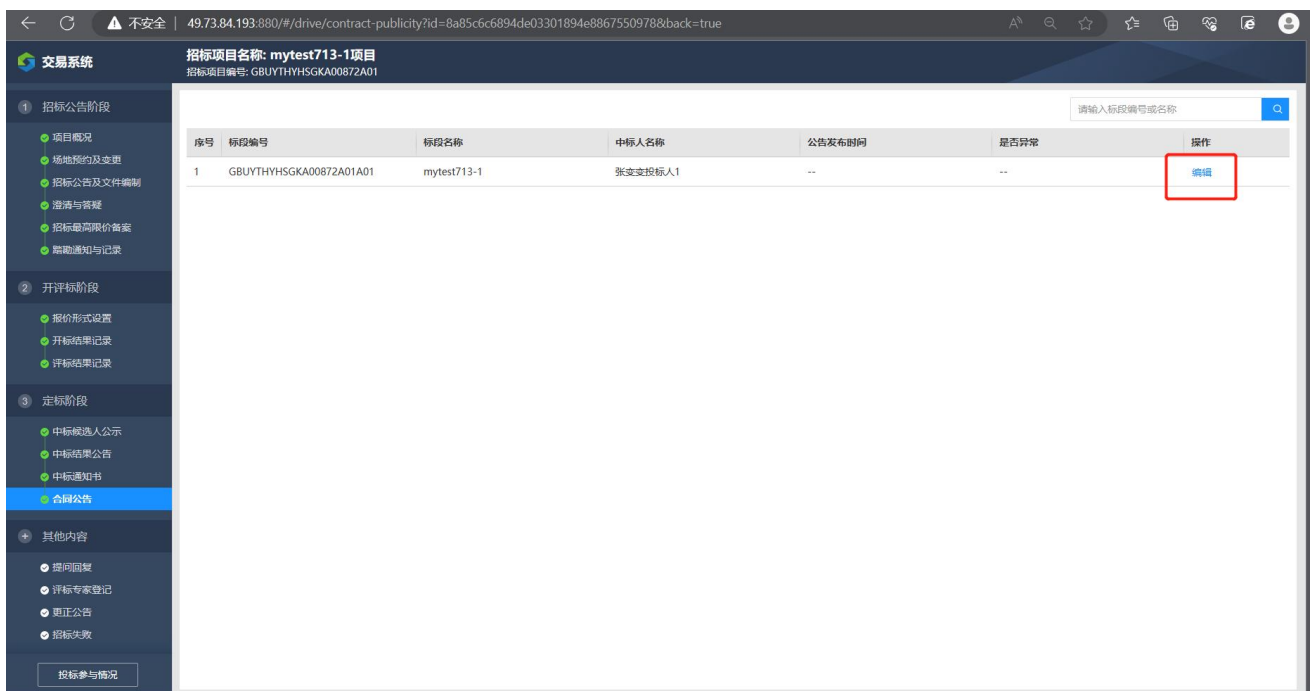 不安全 | 49.73.84.193:880/#/drive/contract-publicity?id=8a85c6c6894de03301894e8867550978&back=true
交易系统
招标项目名称: mytest713-1项目
招标项目编号: GBUYTHYHSGKA00872A01
1 招标公告阶段
项目概况
场地预约及变更
招标公告及文件编制
澄清与答疑
招标最高限价备案
踏勘通知与记录
2 开评标阶段
报价形式设置
开标结果记录
评标结果记录
3 定标阶段
中标候选人公示
中标结果公告
中标通知书
合同公告
其他内容
提问回复
评标专家登记
更正公告
招标失败
投标参与情况
请输入标段编号或名称
序号 标段编号 标段名称 中标人名称 公告发布时间 是否异常 操作
1 GBUYTHYHSGKA00872A01A01 mytest713-1 张变变投标人1 -- -- 编辑